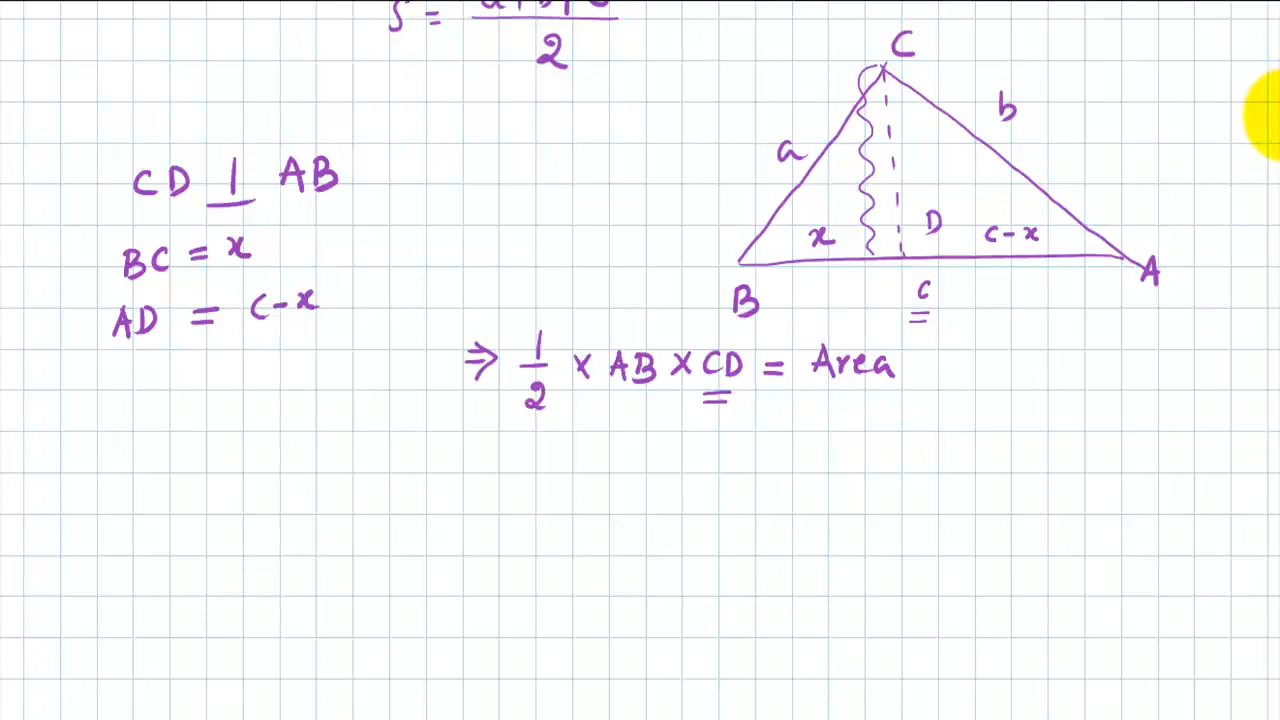 S =
2
C
a
b
CD ⊥ AB
BC = x
AD = c-x
x
D
c-x
B
c
A
⇒ 1/2 × AB × CD = Area